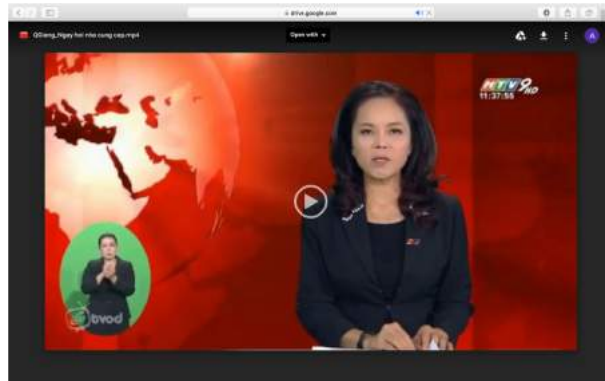 drive.google.com
QGiang_Ngay hoi nha cung cap.mp4
Open with
A
HTV9 HD
11:37:55
tvod